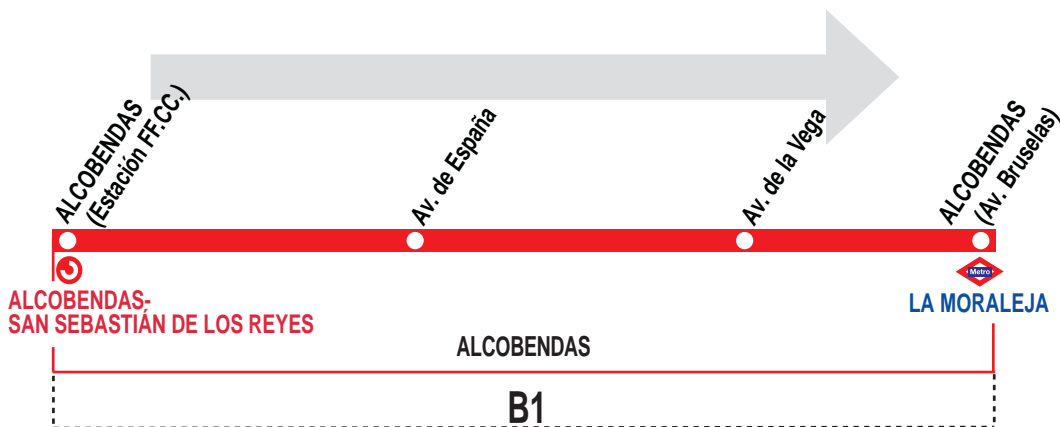 ALCOBENDAS
(Estación FF.CC.)
Av. de España
Av. de la Vega
ALCOBENDAS
(Av. Bruselas)
ALCOBENDAS-
SAN SEBASTIÁN DE LOS REYES
Metro
LA MORALEJA
ALCOBENDAS
B1